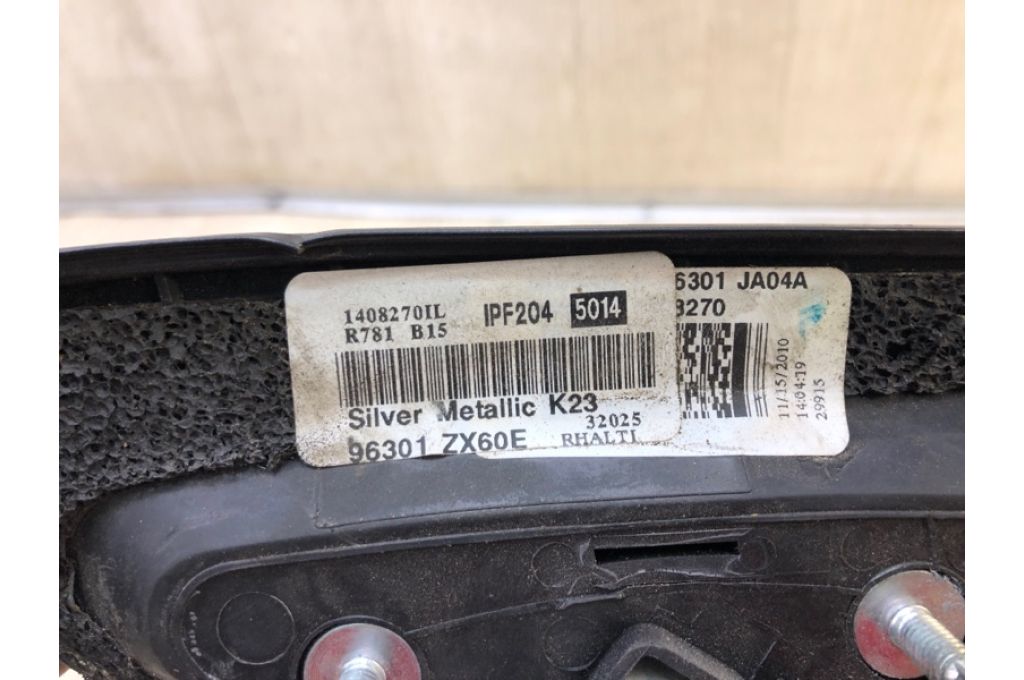 1408270IL IPF204 5014
R781 B15
Silver Metallic K23
32025
96301 ZX60E RHALTI
6301 JA04A
8270
11/15/2010
14:04:19
29915